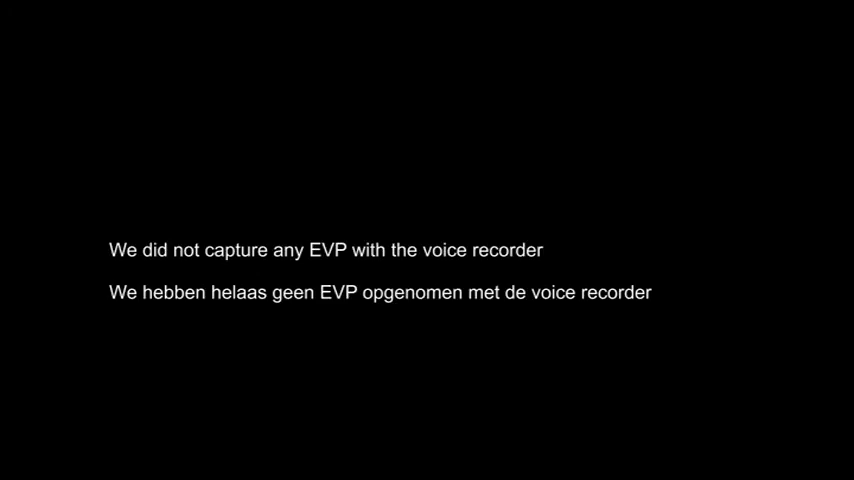 We did not capture any EVP with the voice recorder
We hebben helaas geen EVP opgenomen met de voice recorder